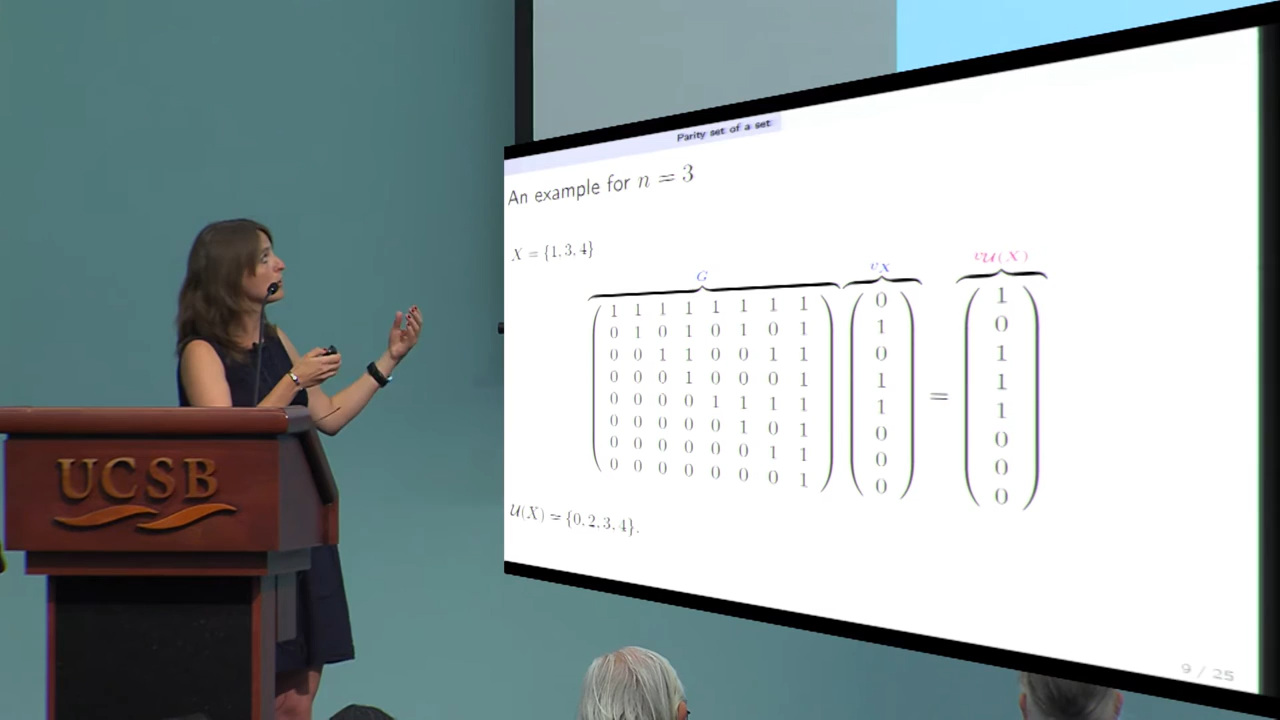 Parity set of a set
An example for n = 3
X = {1, 3, 4}
G v_X v_{𝒰(X)}
1 1 1 1 1 1 1 1 0 1
0 1 0 1 0 1 0 1 1 0
0 0 1 1 0 0 1 1 0 1
0 0 0 1 0 0 0 1 1 1
0 0 0 0 1 1 1 1 1 = 1
0 0 0 0 0 1 0 1 0 0
0 0 0 0 0 0 1 1 0 0
0 0 0 0 0 0 0 1 0 0
𝒰(X) = {0, 2, 3, 4}.
9 / 25
UCSB